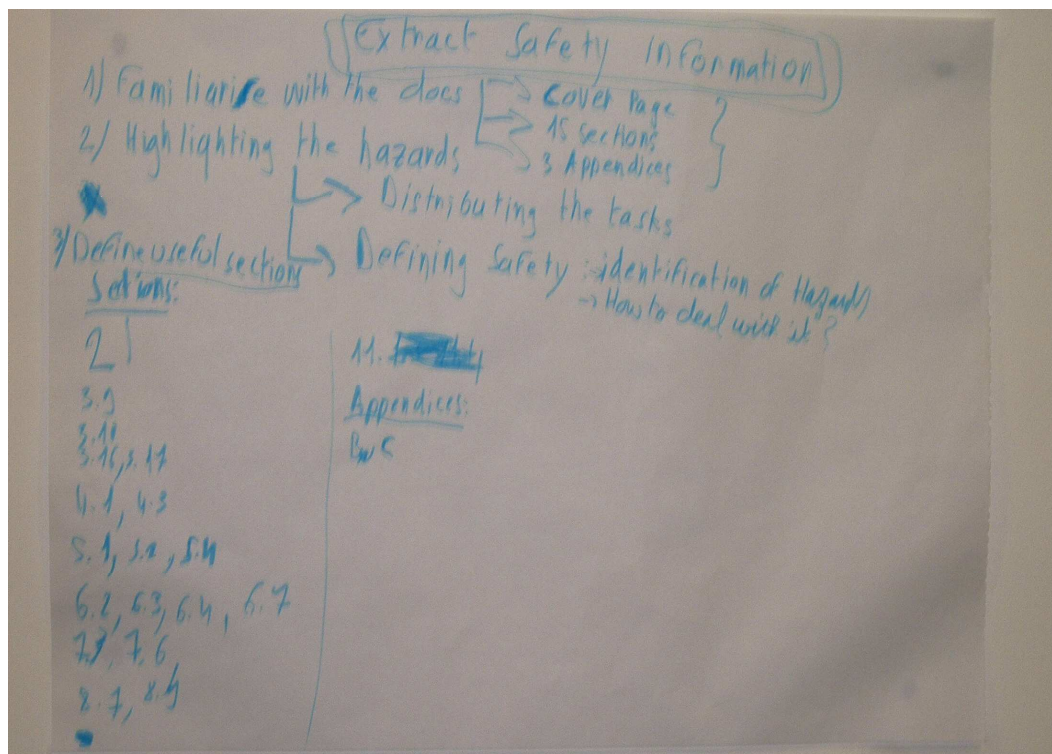 Extract Safety information
1) Familiarise with the docs
Cover Page
15 sections
3 Appendices
2) Highlighting the hazards
Distributing the tasks
Defining Safety : identification of Hazards
→ How to deal with it?
3) Define useful sections
Sections:
2
3.9
3.10
3.16, 3.17
4.1, 4.3
5.1, 5.2, 5.4
6.2, 6.3, 6.4, 6.7
7.6
8.7,
11.
Appendices: